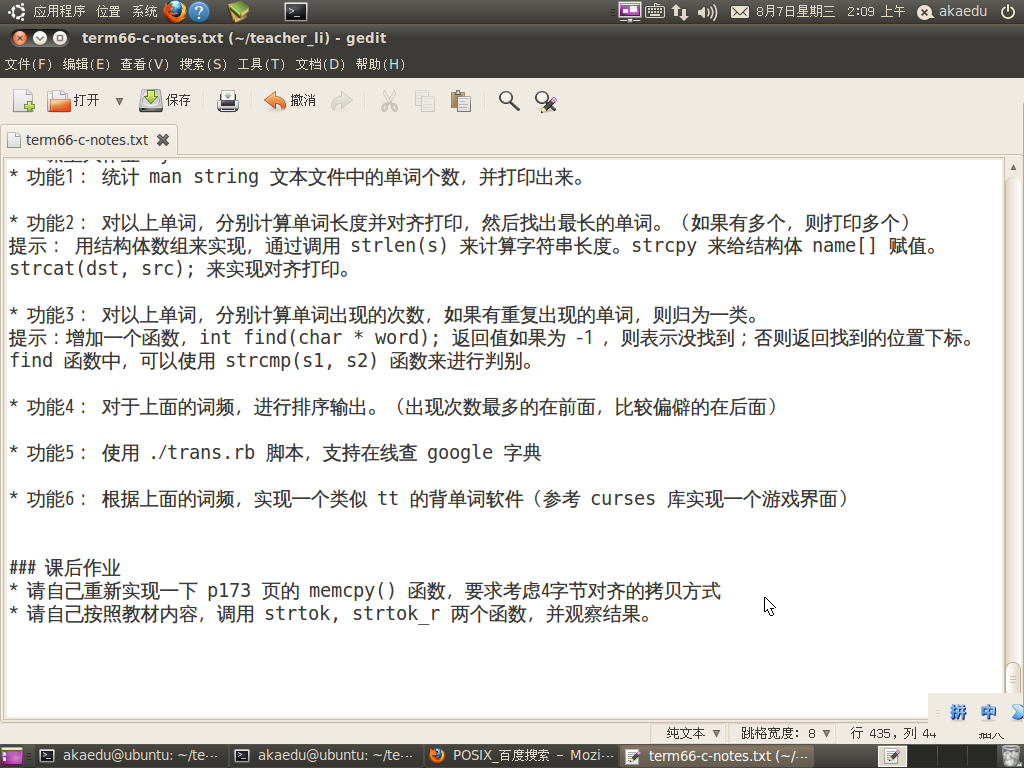 应用程序 位置 系统 8月7日星期三 2:09 上午 akaedu
term66-c-notes.txt (~/teacher_li) - gedit
文件(F) 编辑(E) 查看(V) 搜索(S) 工具(T) 文档(D) 帮助(H)
打开 保存 撤消
term66-c-notes.txt
* 功能1： 统计 man string 文本文件中的单词个数，并打印出来。
* 功能2： 对以上单词，分别计算单词长度并对齐打印，然后找出最长的单词。（如果有多个，则打印多个）
提示： 用结构体数组来实现，通过调用 strlen(s) 来计算字符串长度。strcpy 来给结构体 name[] 赋值。
strcat(dst, src); 来实现对齐打印。
* 功能3： 对以上单词，分别计算单词出现的次数，如果有重复出现的单词，则归为一类。
提示：增加一个函数，int find(char * word); 返回值如果为 -1 ，则表示没找到；否则返回找到的位置下标。
find 函数中，可以使用 strcmp(s1, s2) 函数来进行判别。
* 功能4： 对于上面的词频，进行排序输出。（出现次数最多的在前面，比较偏僻的在后面）
* 功能5： 使用 ./trans.rb 脚本，支持在线查 google 字典
* 功能6： 根据上面的词频，实现一个类似 tt 的背单词软件（参考 curses 库实现一个游戏界面）
### 课后作业
* 请自己重新实现一下 p173 页的 memcpy() 函数，要求考虑4字节对齐的拷贝方式
* 请自己按照教材内容，调用 strtok, strtok_r 两个函数，并观察结果。
拼 中
纯文本 跳格宽度： 8 行 435，列 44
akaedu@ubuntu: ~/te··· akaedu@ubuntu: ~/te··· POSIX_百度搜索 – Mozi··· term66-c-notes.txt (~/···